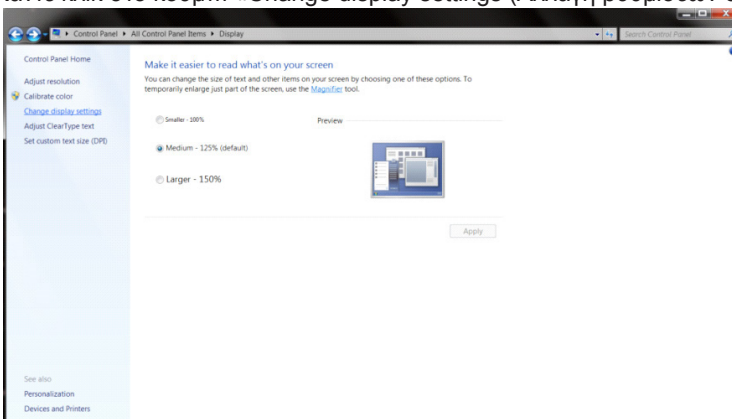 Control Panel ▸ All Control Panel Items ▸ Display
Search Control Panel
Control Panel Home
Adjust resolution
Calibrate color
Change display settings
Adjust ClearType text
Set custom text size (DPI)
Make it easier to read what's on your screen
You can change the size of text and other items on your screen by choosing one of these options. To
temporarily enlarge just part of the screen, use the Magnifier tool.
Smaller - 100%
Preview
Medium - 125% (default)
Larger - 150%
Apply
See also
Personalization
Devices and Printers